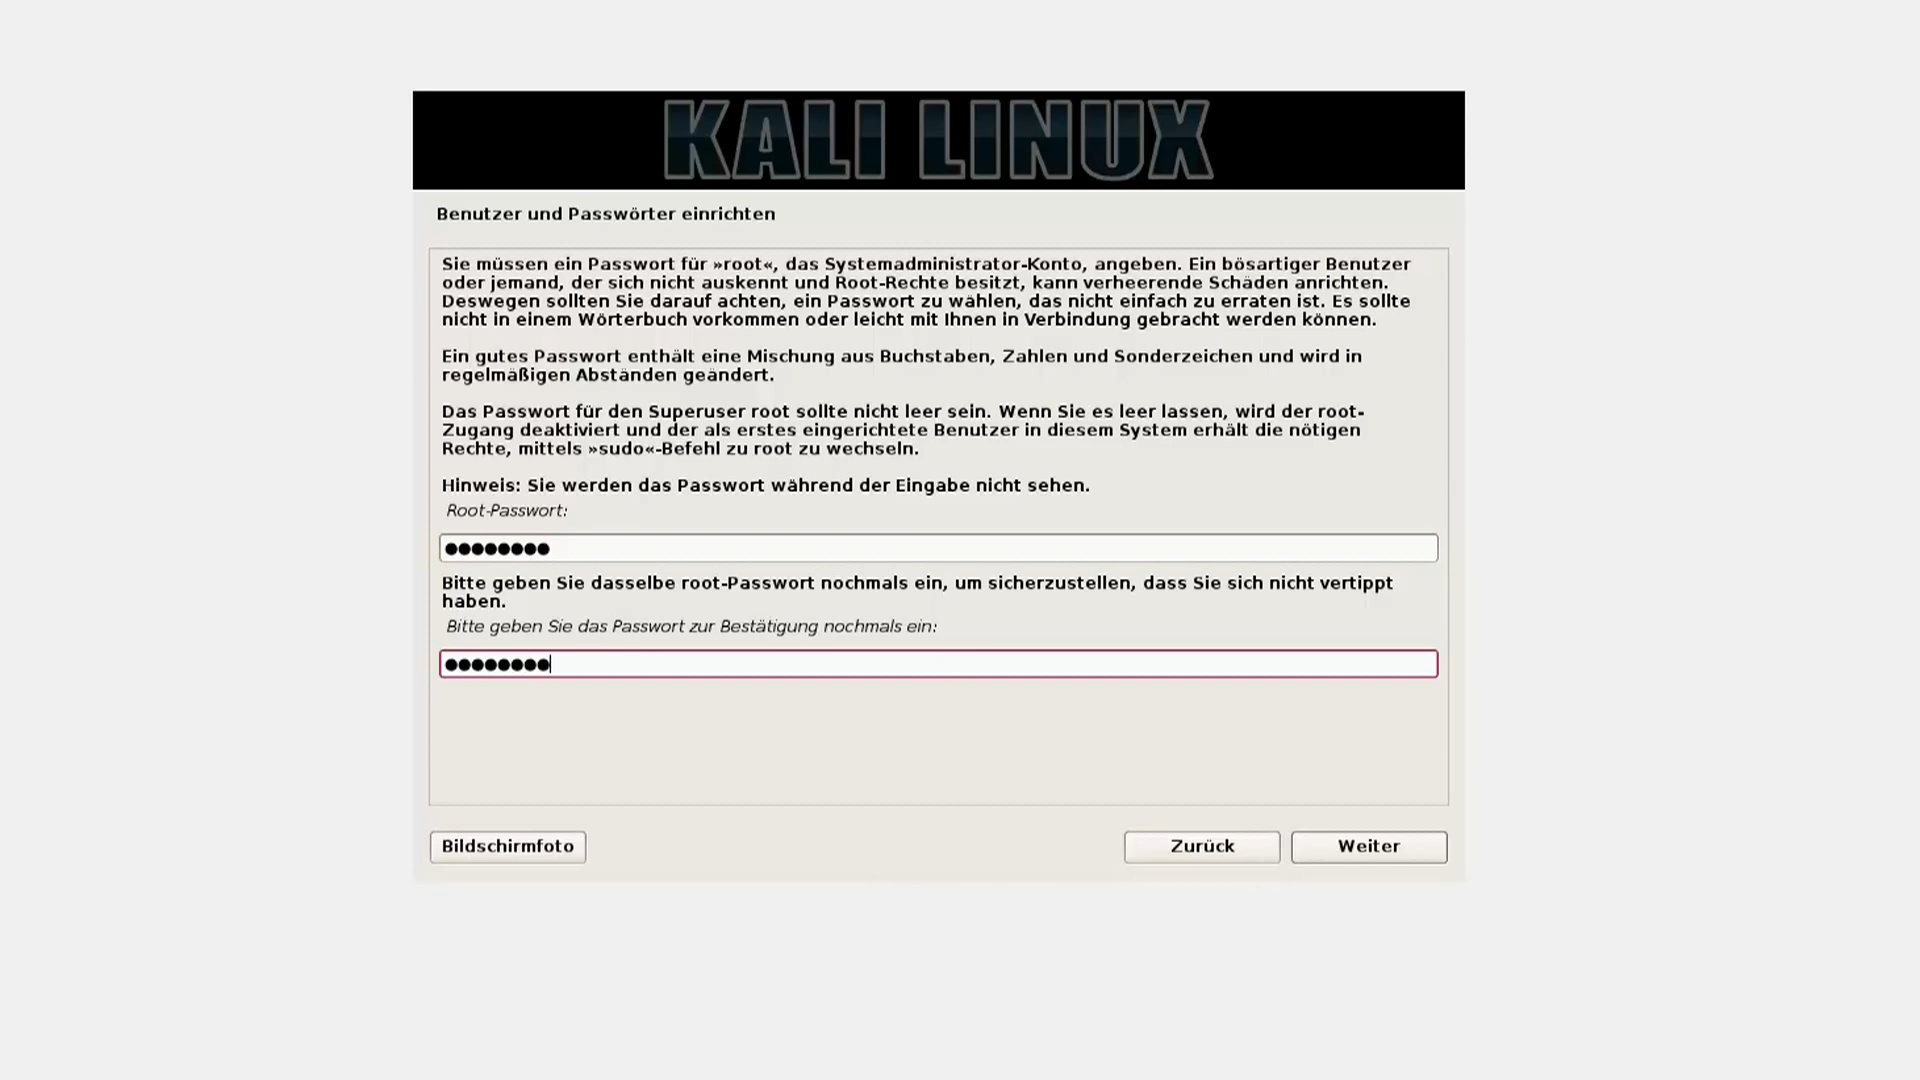 KALI LINUX
Benutzer und Passwörter einrichten
Sie müssen ein Passwort für »root«, das Systemadministrator-Konto, angeben. Ein bösartiger Benutzer
oder jemand, der sich nicht auskennt und Root-Rechte besitzt, kann verheerende Schäden anrichten.
Deswegen sollten Sie darauf achten, ein Passwort zu wählen, das nicht einfach zu erraten ist. Es sollte
nicht in einem Wörterbuch vorkommen oder leicht mit Ihnen in Verbindung gebracht werden können.
Ein gutes Passwort enthält eine Mischung aus Buchstaben, Zahlen und Sonderzeichen und wird in
regelmäßigen Abständen geändert.
Das Passwort für den Superuser root sollte nicht leer sein. Wenn Sie es leer lassen, wird der root-
Zugang deaktiviert und der als erstes eingerichtete Benutzer in diesem System erhält die nötigen
Rechte, mittels »sudo«-Befehl zu root zu wechseln.
Hinweis: Sie werden das Passwort während der Eingabe nicht sehen.
Root-Passwort:
●●●●●●●●
Bitte geben Sie dasselbe root-Passwort nochmals ein, um sicherzustellen, dass Sie sich nicht vertippt
haben.
Bitte geben Sie das Passwort zur Bestätigung nochmals ein:
●●●●●●●●
Bildschirmfoto
Zurück
Weiter